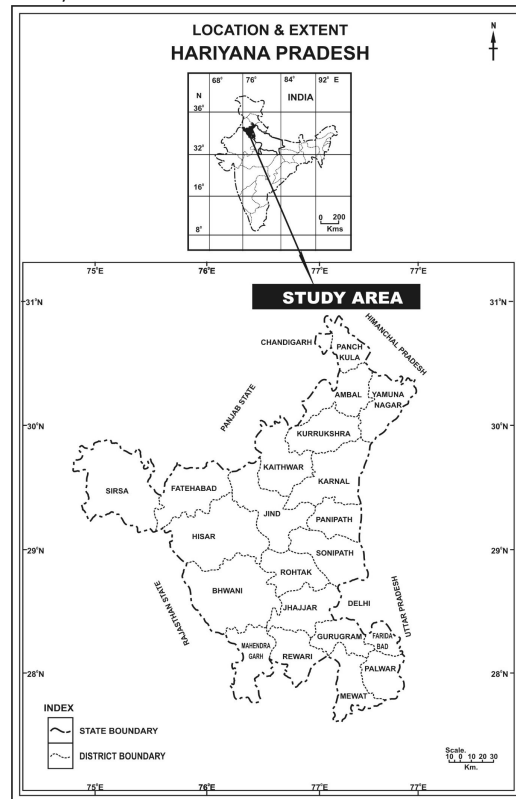 LOCATION & EXTENT
HARIYANA PRADESH
N
68° 76° 84° 92° E
N
INDIA
36°
32°
16°
8°
0 200
Kms
75°E 76°E 77°E 77°E
STUDY AREA
31°N 31°N
CHANDIGARH
HIMANCHAL PRADESH
PANCH
KULA
AMBAL
YAMUNA
NAGAR
PANJAB STATE
30°N 30°N
KURRUKSHRA
KAITHWAR
KARNAL
SIRSA
FATEHABAD
JIND
PANIPATH
HISAR
29°N 29°N
SONIPATH
ROHTAK
BHWANI
RAJASTHAN STATE
JHAJJAR
DELHI
UTTAR PRADESH
GURUGRAM
FARIDA
BAD
MAHENDRA
GARH
REWARI
PALWAR
28°N 28°N
MEWAT
INDEX
STATE BOUNDARY
DISTRICT BOUNDARY
Scale.
10 0 10 20 30
Km.
75°E 76°E 77°E 77°E